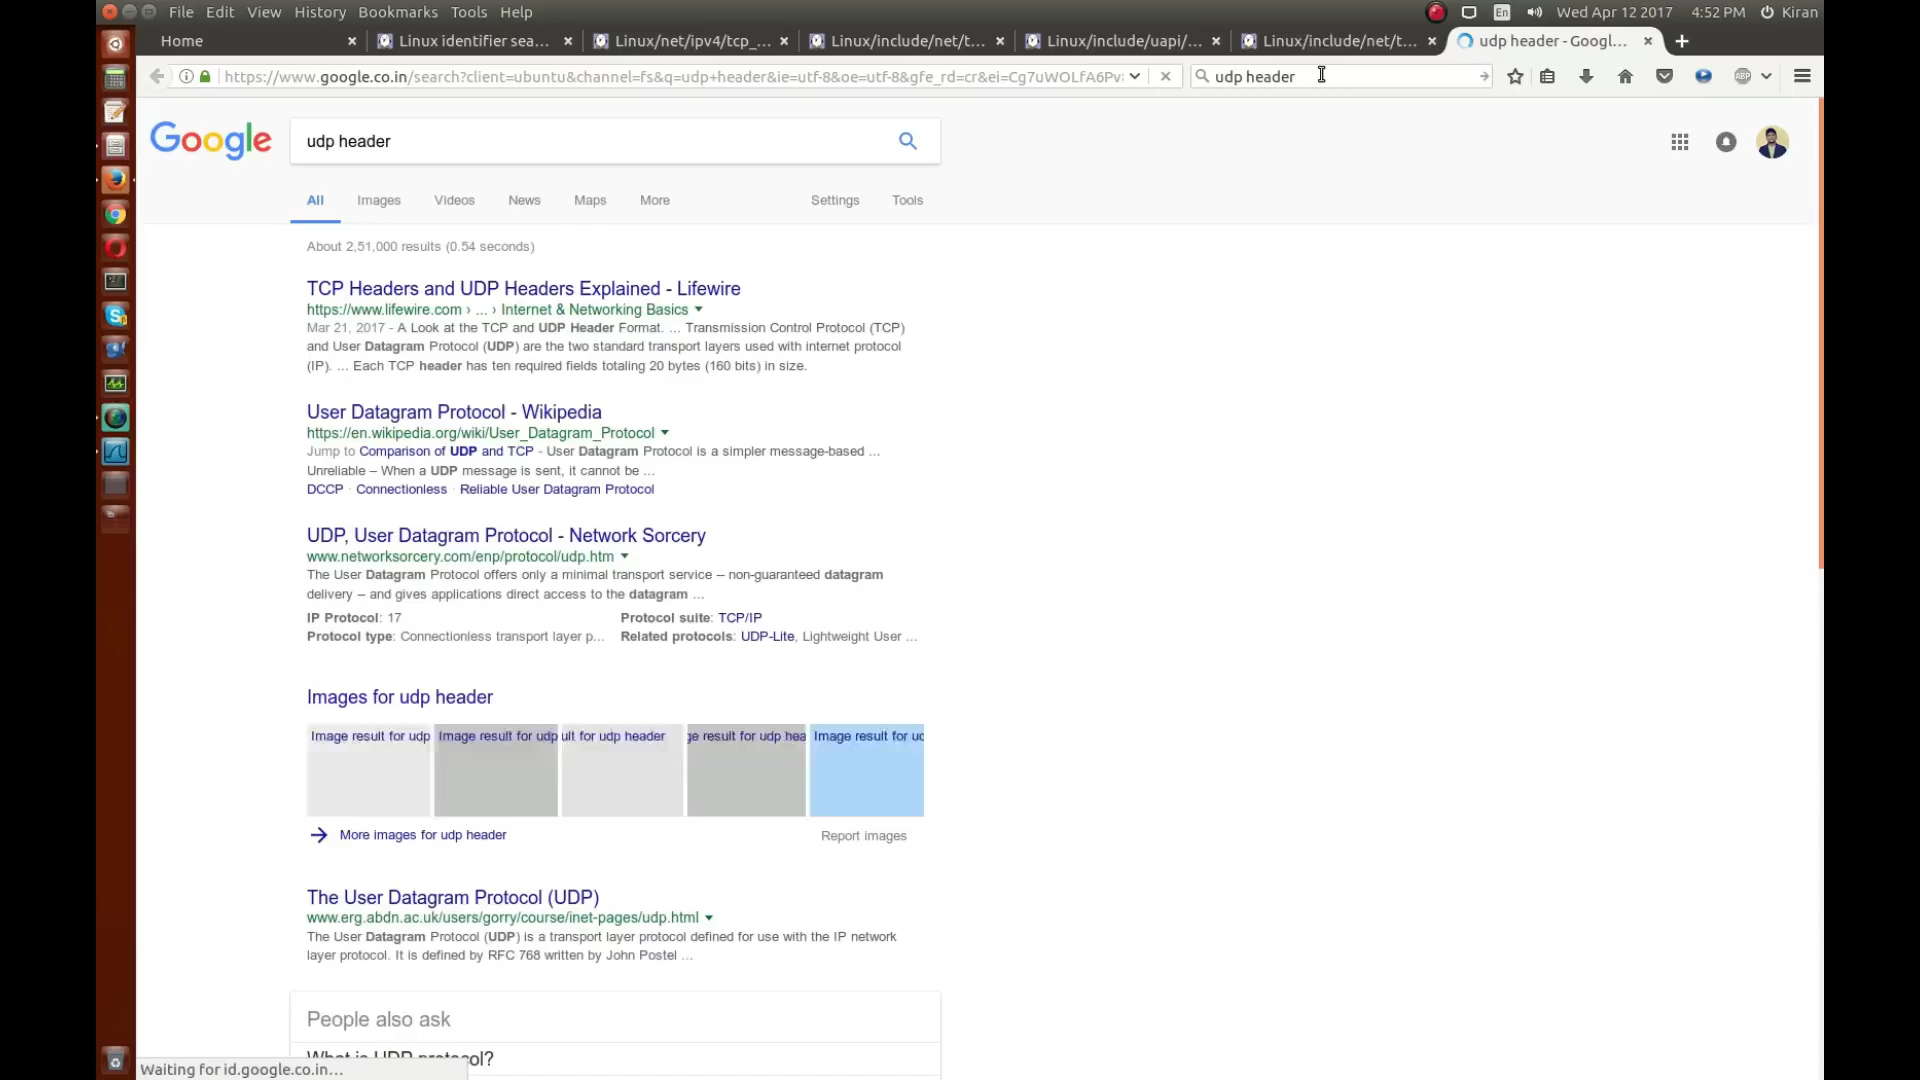 File Edit View History Bookmarks Tools Help
En Wed Apr 12 2017 4:52 PM Kiran
Home
Linux identifier sea...
Linux/net/ipv4/tcp_...
Linux/include/net/t...
Linux/include/uapi/...
Linux/include/net/t...
udp header - Googl...
https://www.google.co.in/search?client=ubuntu&channel=fs&q=udp+header&ie=utf-8&oe=utf-8&gfe_rd=cr&ei=Cg7uWOLfA6Pv
udp header
ABP
Google
udp header
All Images Videos News Maps More Settings Tools
About 2,51,000 results (0.54 seconds)
TCP Headers and UDP Headers Explained - Lifewire
https://www.lifewire.com › ... › Internet & Networking Basics
Mar 21, 2017 - A Look at the TCP and UDP Header Format. ... Transmission Control Protocol (TCP)
and User Datagram Protocol (UDP) are the two standard transport layers used with internet protocol
(IP). ... Each TCP header has ten required fields totaling 20 bytes (160 bits) in size.
User Datagram Protocol - Wikipedia
https://en.wikipedia.org/wiki/User_Datagram_Protocol
Jump to Comparison of UDP and TCP - User Datagram Protocol is a simpler message-based ...
Unreliable – When a UDP message is sent, it cannot be ...
DCCP · Connectionless · Reliable User Datagram Protocol
UDP, User Datagram Protocol - Network Sorcery
www.networksorcery.com/enp/protocol/udp.htm
The User Datagram Protocol offers only a minimal transport service – non-guaranteed datagram
delivery – and gives applications direct access to the datagram ...
IP Protocol: 17 Protocol suite: TCP/IP
Protocol type: Connectionless transport layer p... Related protocols: UDP-Lite, Lightweight User ...
Images for udp header
Image result for udp Image result for udp ult for udp header ge result for udp hea Image result for ud
More images for udp header Report images
The User Datagram Protocol (UDP)
www.erg.abdn.ac.uk/users/gorry/course/inet-pages/udp.html
The User Datagram Protocol (UDP) is a transport layer protocol defined for use with the IP network
layer protocol. It is defined by RFC 768 written by John Postel ...
People also ask
What is UDP protocol?
Waiting for id.google.co.in...